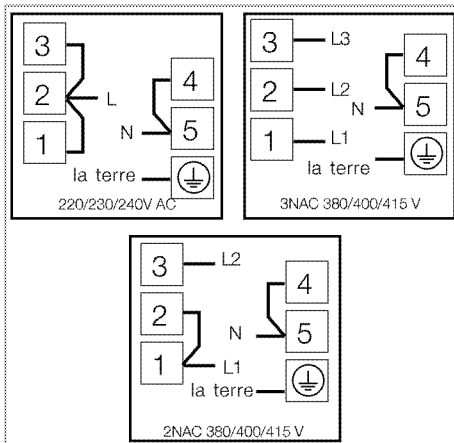 3
2 L 4
1 N 5
la terre
220/230/240V AC
3 L3 4
2 L2 N 5
1 L1
la terre
3NAC 380/400/415 V
3 L2 4
2 N 5
1 L1
la terre
2NAC 380/400/415 V